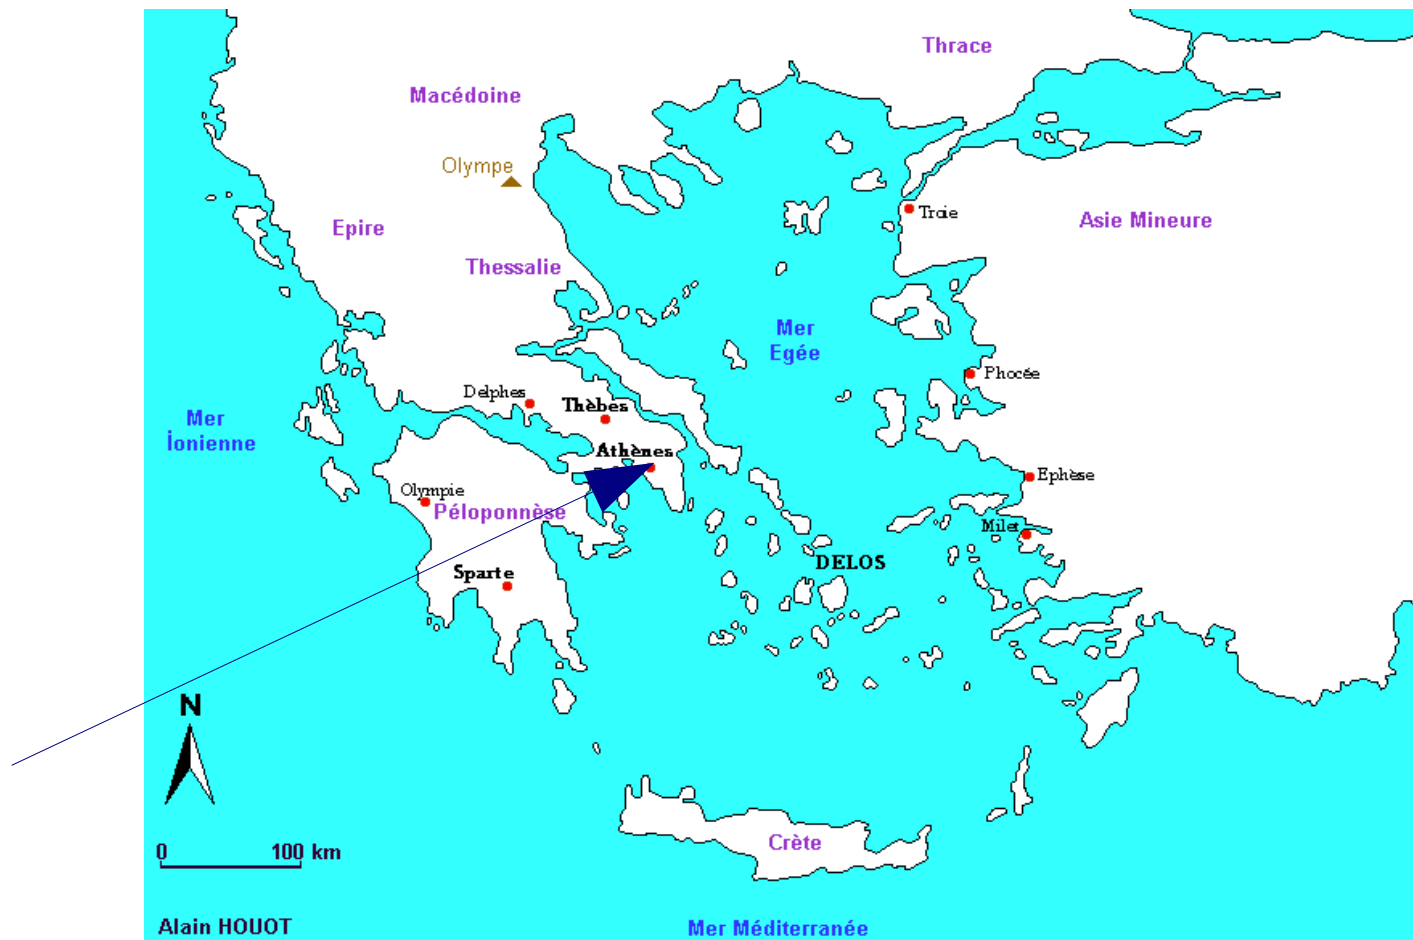 Thrace
Macédoine
Olympe
Troie
Asie Mineure
Epire
Thessalie
Mer
Egée
Phocée
Delphes
Thèbes
Mer
İonienne
Athènes
Ephèse
Olympie
Péloponnèse
Milet
DELOS
Sparte
N
Crète
0 100 km
Alain HOUOT
Mer Méditerranée